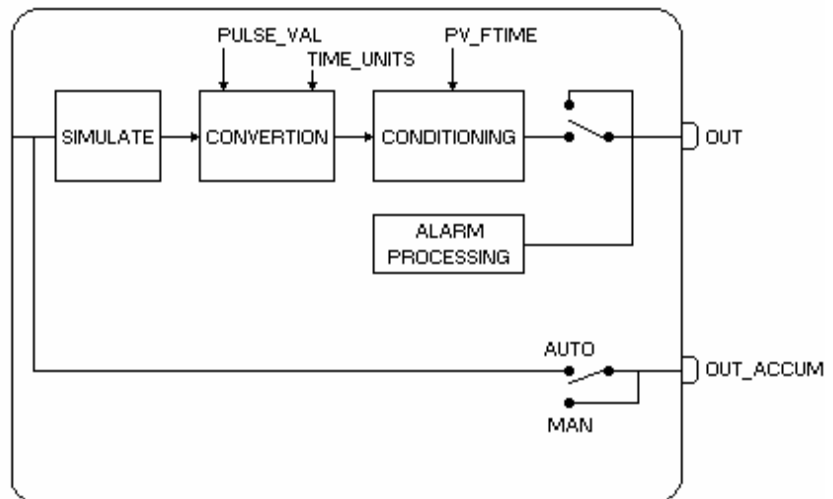 PULSE_VAL
PV_FTIME
TIME_UNITS
SIMULATE
CONVERTION
CONDITIONING
OUT
ALARM
PROCESSING
AUTO
OUT_ACCUM
MAN